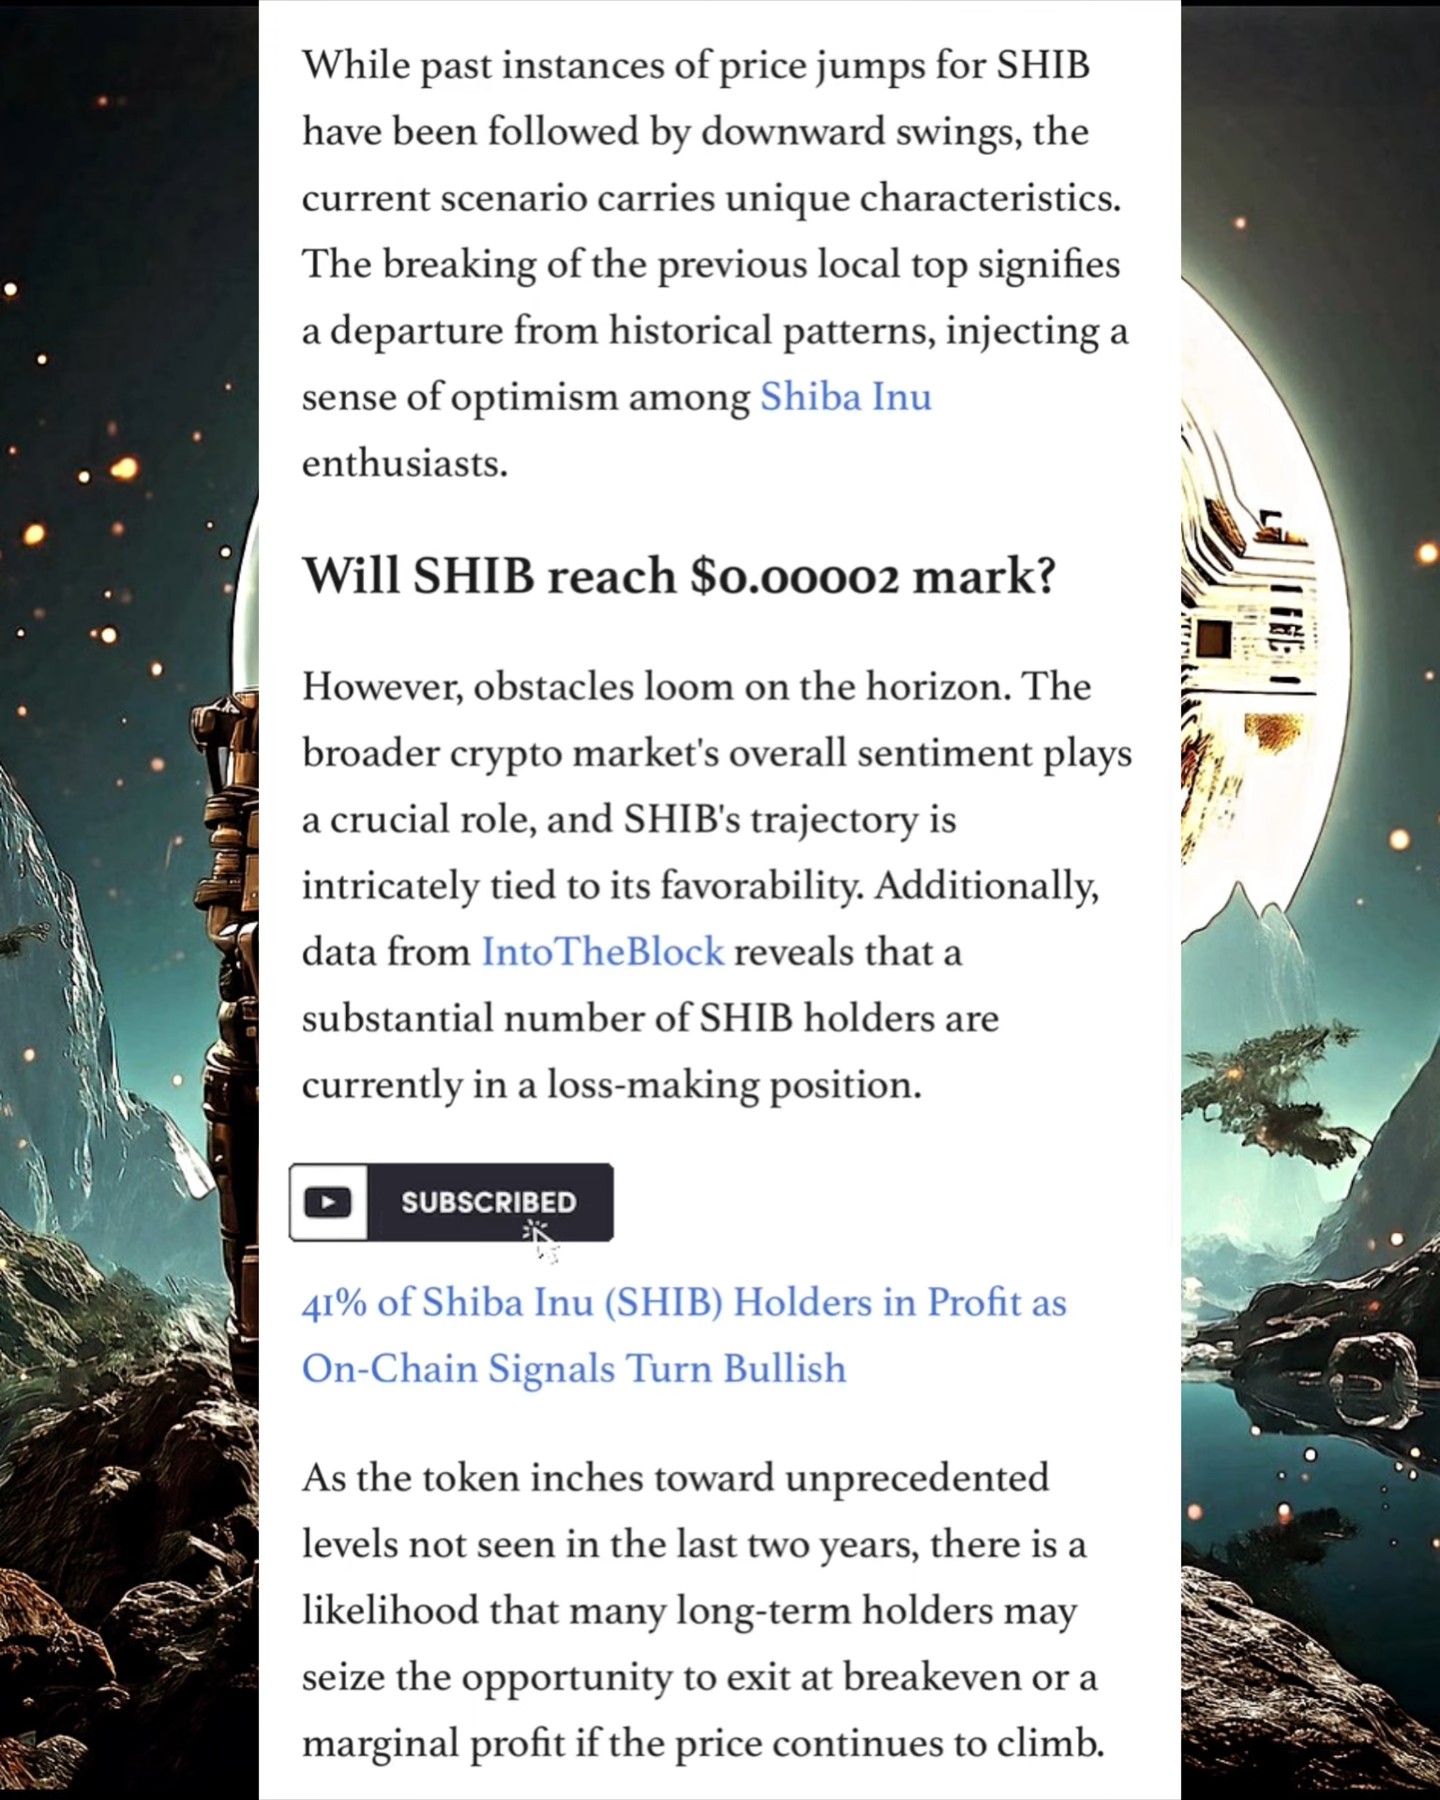 While past instances of price jumps for SHIB
have been followed by downward swings, the
current scenario carries unique characteristics.
The breaking of the previous local top signifies
a departure from historical patterns, injecting a
sense of optimism among Shiba Inu
enthusiasts.
Will SHIB reach $0.00002 mark?
However, obstacles loom on the horizon. The
broader crypto market's overall sentiment plays
a crucial role, and SHIB's trajectory is
intricately tied to its favorability. Additionally,
data from IntoTheBlock reveals that a
substantial number of SHIB holders are
currently in a loss-making position.
SUBSCRIBED
41% of Shiba Inu (SHIB) Holders in Profit as
On-Chain Signals Turn Bullish
As the token inches toward unprecedented
levels not seen in the last two years, there is a
likelihood that many long-term holders may
seize the opportunity to exit at breakeven or a
marginal profit if the price continues to climb.